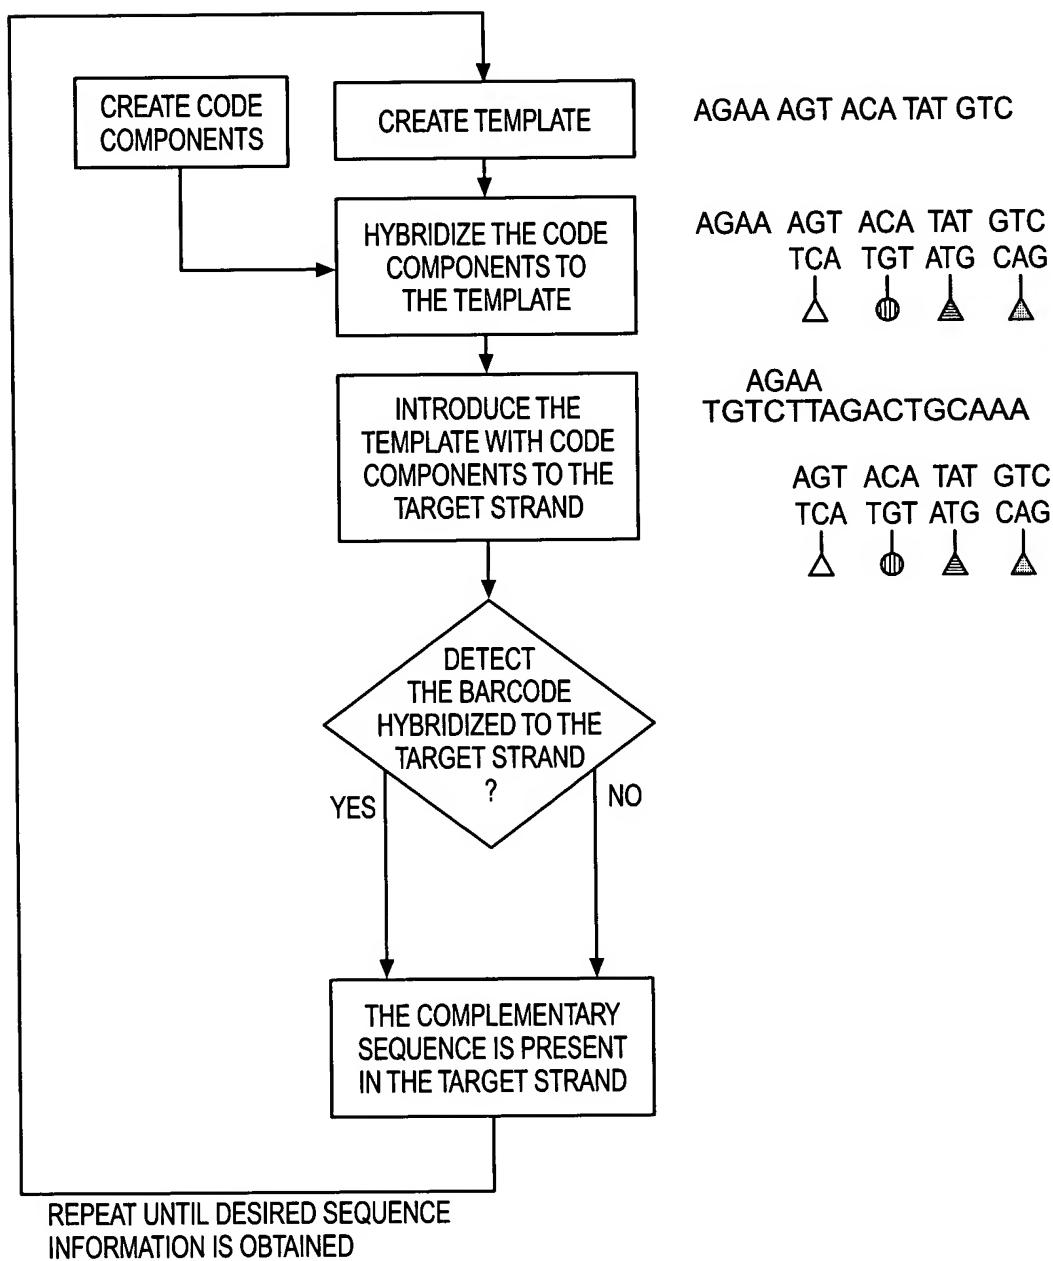 CREATE CODE
COMPONENTS
CREATE TEMPLATE
AGAA AGT ACA TAT GTC
HYBRIDIZE THE CODE
COMPONENTS TO
THE TEMPLATE
AGAA AGT ACA TAT GTC
TCA TGT ATG CAG
INTRODUCE THE
TEMPLATE WITH CODE
COMPONENTS TO THE
TARGET STRAND
AGAA
TGTCTTAGACTGCAAA
AGT ACA TAT GTC
TCA TGT ATG CAG
DETECT
THE BARCODE
HYBRIDIZED TO THE
TARGET STRAND
?
YES
NO
THE COMPLEMENTARY
SEQUENCE IS PRESENT
IN THE TARGET STRAND
REPEAT UNTIL DESIRED SEQUENCE
INFORMATION IS OBTAINED